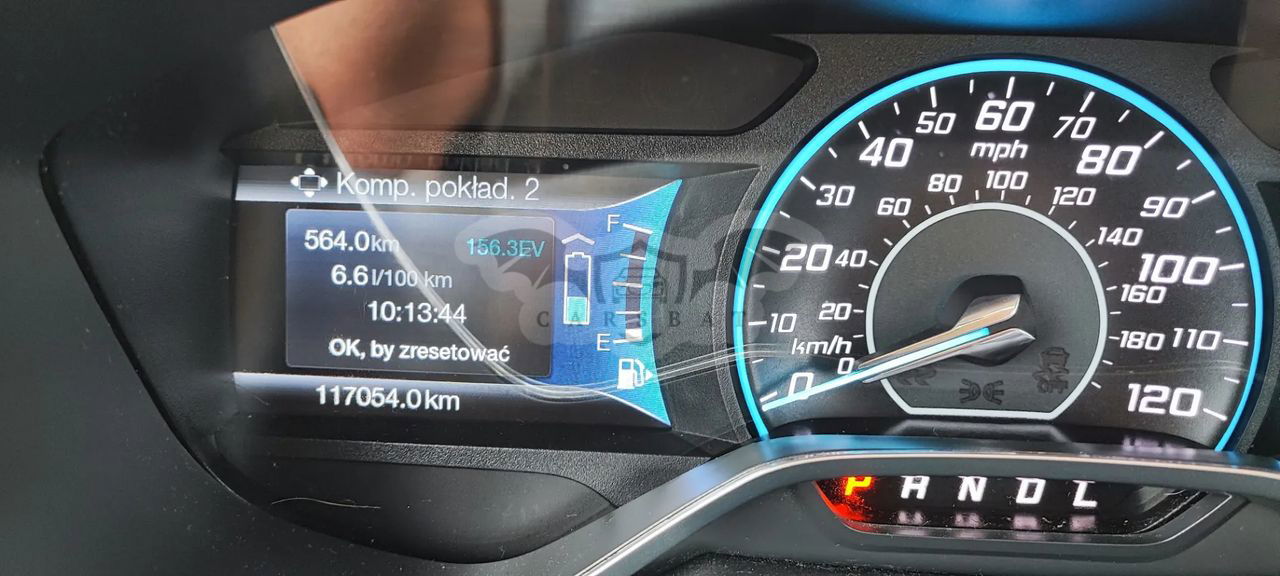 Komp. pokład. 2
564.0km 156.3EV
6.6l/100 km
10:13:44
OK, by zresetować
117054.0km
F
E
CARSBAT
0 10 20 30 40 50 60 70 80 90 100 110 120
mph
0 20 40 60 80 100 120 140 160 180
km/h
P R N D L